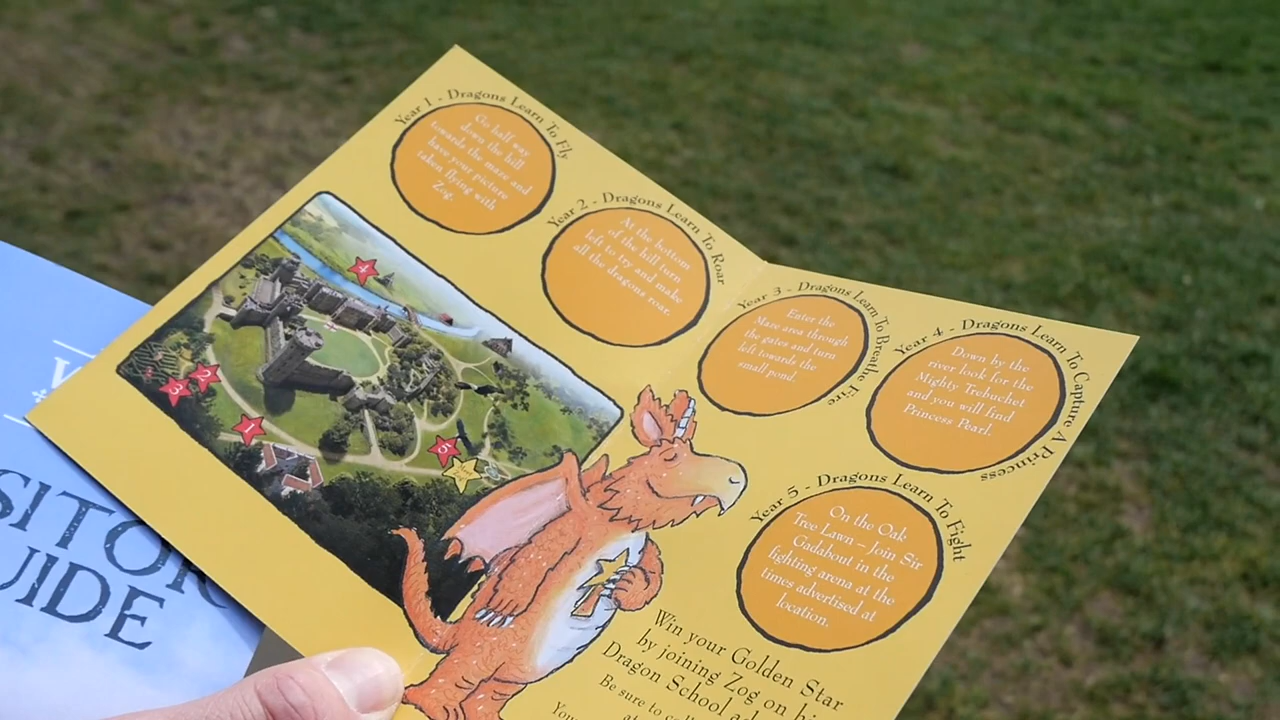 Year 1 - Dragons Learn To Fly
Go half way
down the hill
towards the maze and
have your picture
taken flying with
Zog.
Year 2 - Dragons Learn To Roar
At the bottom
of the hill turn
left to try and make
all the dragons roar.
Year 3 - Dragons Learn To Breathe Fire
Enter the
Maze area through
the gates and turn
left towards the
small pond.
Year 4 - Dragons Learn To Capture A Princess
Down by the
river look for the
Mighty Trebuchet
and you will find
Princess Pearl.
Year 5 - Dragons Learn To Fight
On the Oak
Tree Lawn – Join Sir
Gadabout in the
fighting arena at the
times advertised at
location.
4
3
2
1
5
Win your Golden Star
by joining Zog on
Dragon School
Be sure to
SITOR
UIDE